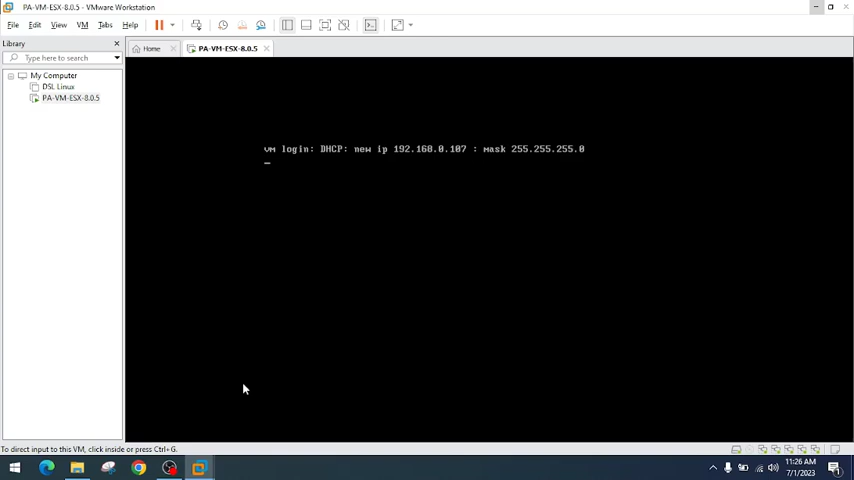 PA-VM-ESX-8.0.5 - VMware Workstation
File Edit View VM Tabs Help
Library
Type here to search
My Computer
DSL Linux
PA-VM-ESX-8.0.5
Home
PA-VM-ESX-8.0.5
vm login: DHCP: new ip 192.168.0.107 : mask 255.255.255.0
To direct input to this VM, click inside or press Ctrl+G.
11:26 AM
7/1/2023
1